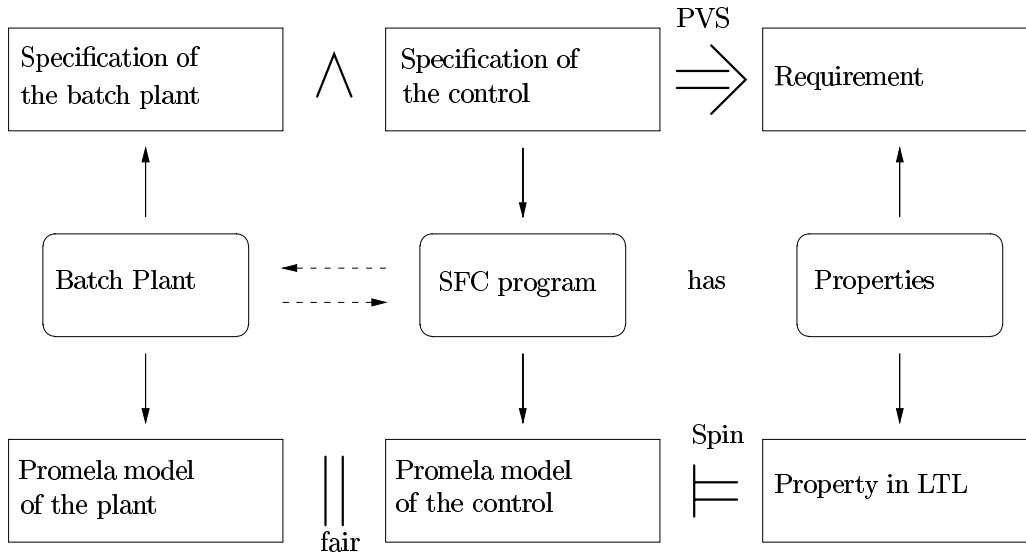 PVS
Specification of
the batch plant
∧
Specification of
the control
Requirement
Batch Plant
SFC program
has
Properties
Promela model
of the plant
fair
Promela model
of the control
Spin
Property in LTL